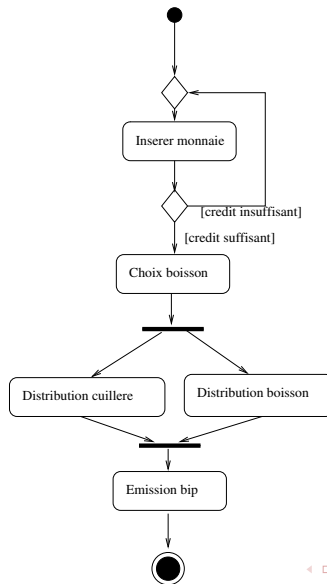 Inserer monnaie
[credit insuffisant]
[credit suffisant]
Choix boisson
Distribution cuillere
Distribution boisson
Emission bip